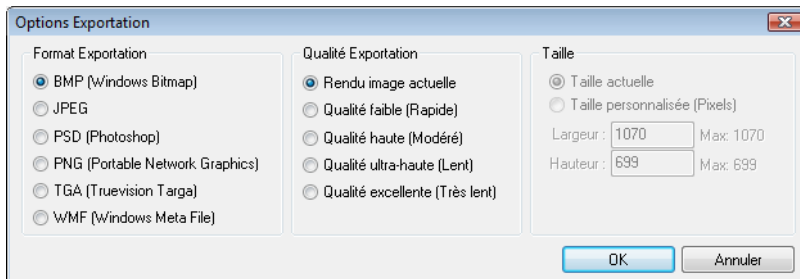 Options Exportation
Format Exportation
BMP (Windows Bitmap)
JPEG
PSD (Photoshop)
PNG (Portable Network Graphics)
TGA (Truevision Targa)
WMF (Windows Meta File)
Qualité Exportation
Rendu image actuelle
Qualité faible (Rapide)
Qualité haute (Modéré)
Qualité ultra-haute (Lent)
Qualité excellente (Très lent)
Taille
Taille actuelle
Taille personnalisée (Pixels)
Largeur : 1070 Max: 1070
Hauteur : 699 Max: 699
OK Annuler